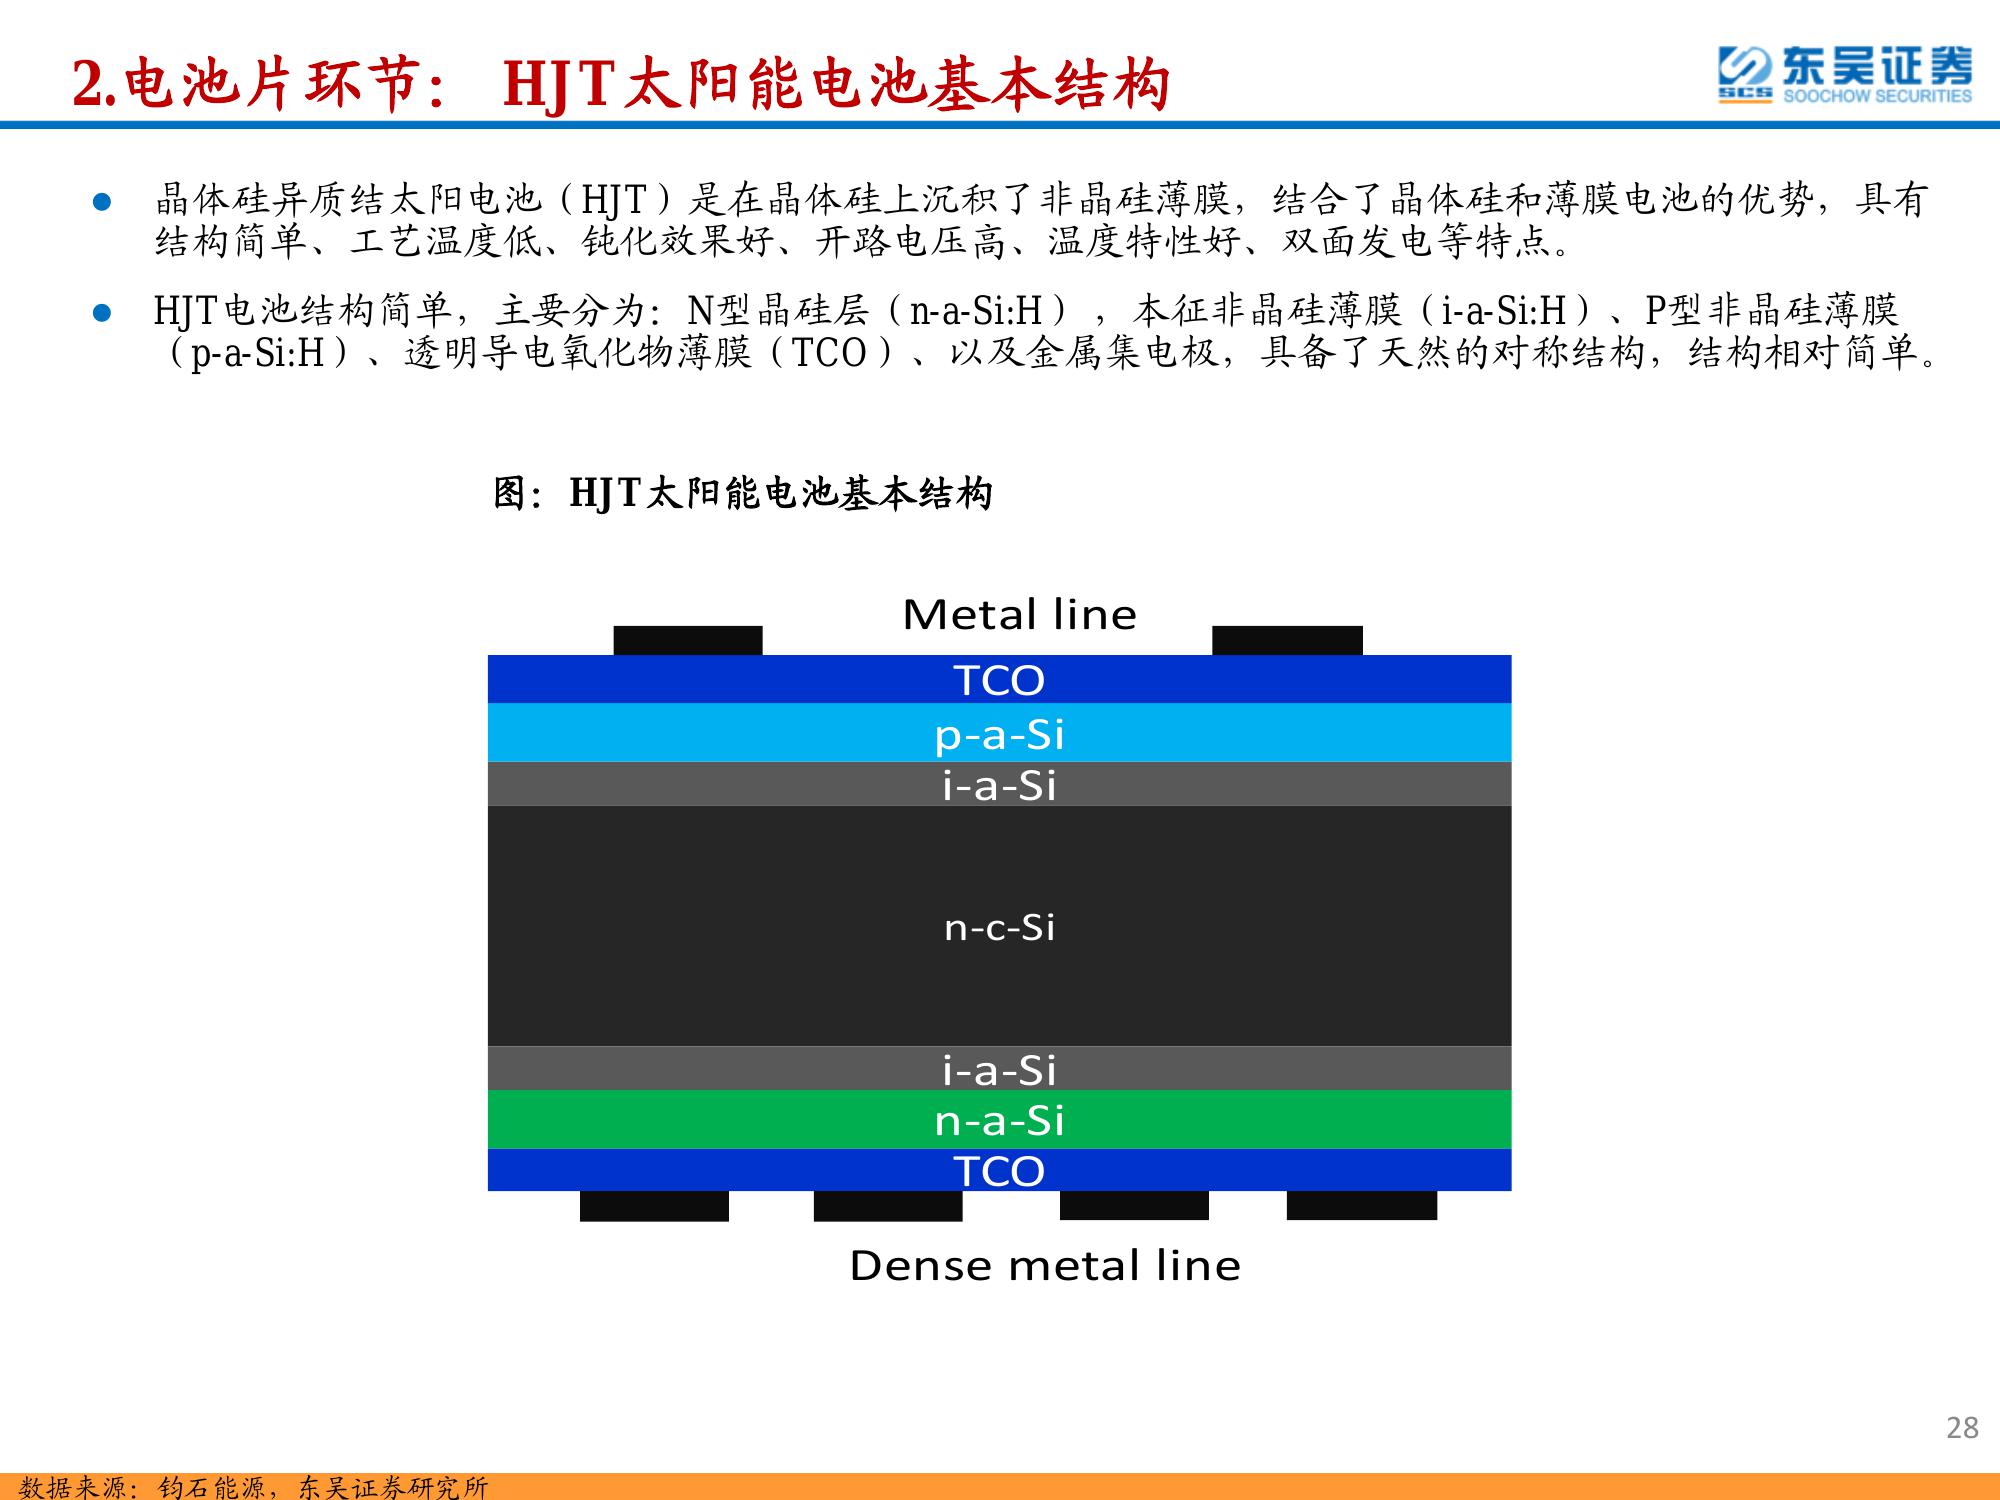 2.电池片环节： HJT太阳能电池基本结构
东吴证券
SCS SOOCHOW SECURITIES
● 晶体硅异质结太阳电池（HJT）是在晶体硅上沉积了非晶硅薄膜，结合了晶体硅和薄膜电池的优势，具有
结构简单、工艺温度低、钝化效果好、开路电压高、温度特性好、双面发电等特点。
● HJT电池结构简单，主要分为：N型晶硅层（n-a-Si:H），本征非晶硅薄膜（i-a-Si:H）、P型非晶硅薄膜
（p-a-Si:H）、透明导电氧化物薄膜（TCO）、以及金属集电极，具备了天然的对称结构，结构相对简单。
图：HJT太阳能电池基本结构
Metal line
TCO
p-a-Si
i-a-Si
n-c-Si
i-a-Si
n-a-Si
TCO
Dense metal line
28
数据来源：钧石能源，东吴证券研究所